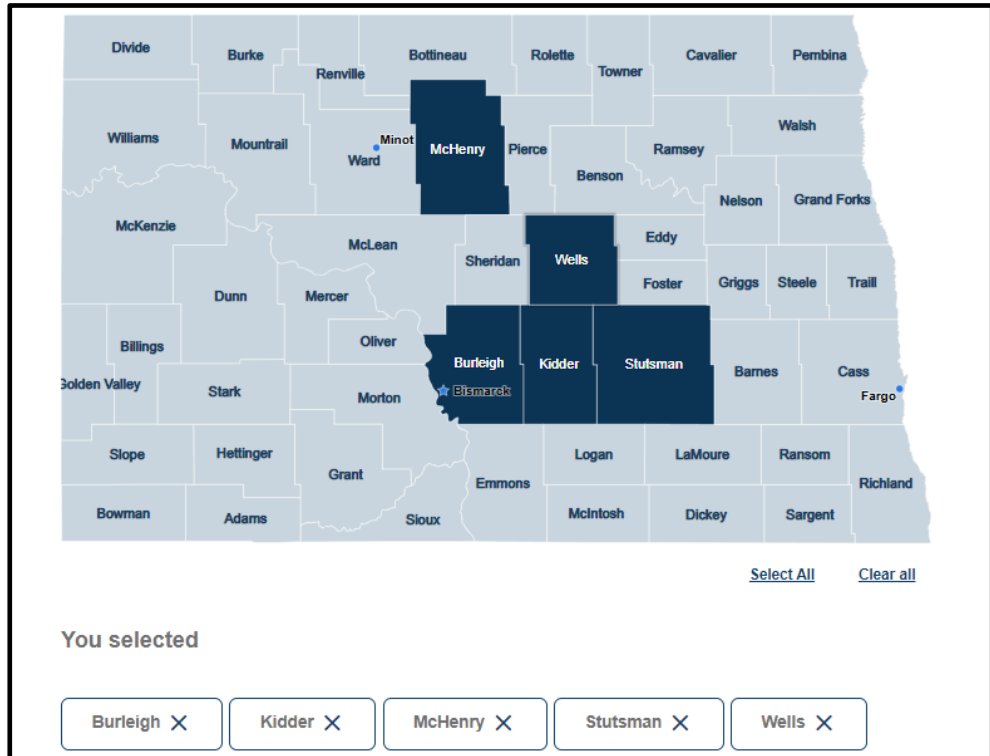 Divide
Burke
Renville
Bottineau
Rolette
Towner
Cavalier
Pembina
Williams
Mountrail
Ward
Minot
McHenry
Pierce
Benson
Ramsey
Walsh
Nelson
Grand Forks
McKenzie
McLean
Sheridan
Wells
Eddy
Foster
Griggs
Steele
Traill
Dunn
Mercer
Oliver
Billings
Golden Valley
Stark
Morton
Burleigh
Bismarck
Kidder
Stutsman
Barnes
Cass
Fargo
Slope
Hettinger
Grant
Emmons
Logan
LaMoure
Ransom
Richland
Bowman
Adams
Sioux
McIntosh
Dickey
Sargent
Select All
Clear all
You selected
Burleigh
Kidder
McHenry
Stutsman
Wells